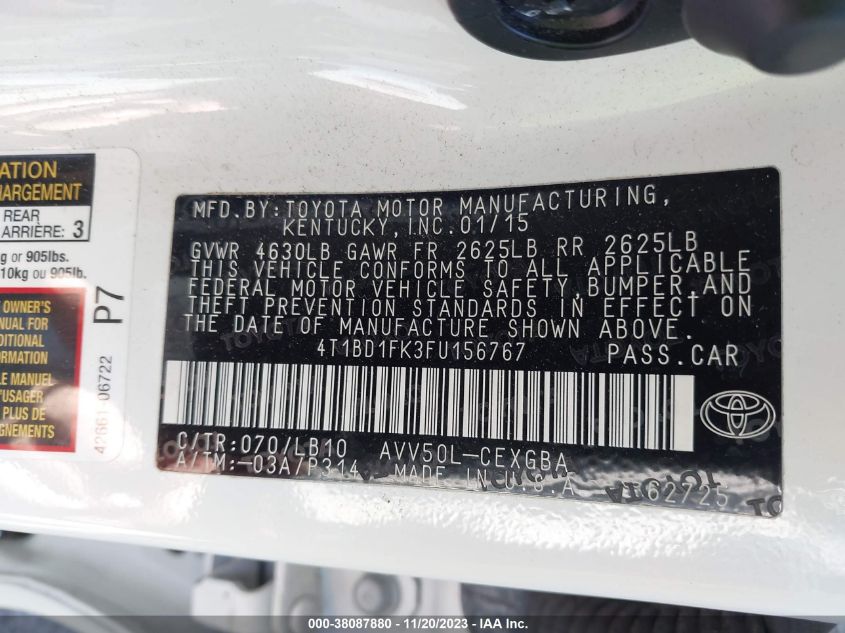 ATION
HARGEMENT
REAR
ARRIÈRE: 3
g or 905lbs.
10kg ou 905lb.
OWNER'S
NUAL FOR
DITIONAL
ORMATION
LE MANUEL
'USAGER
PLUS DE
GNEMENTS
P7
42661-06722
MFD.BY:TOYOTA MOTOR MANUFACTURING,
KENTUCKY, INC.01/15
GVWR 4630LB GAWR FR 2625LB RR 2625LB
THIS VEHICLE CONFORMS TO ALL APPLICABLE
FEDERAL MOTOR VEHICLE SAFETY,BUMPER,AND
THEFT PREVENTION STANDARDS IN EFFECT ON
THE DATE OF MANUFACTURE SHOWN ABOVE.
4T1BD1FK3FU156767 PASS.CAR
C/TR:070/LB10 AVV50L-CEXGBA
A/TM:-03A/P314 MADE IN U.S.A 62725
TOYOTA
000-38087880 - 11/20/2023 - IAA Inc.